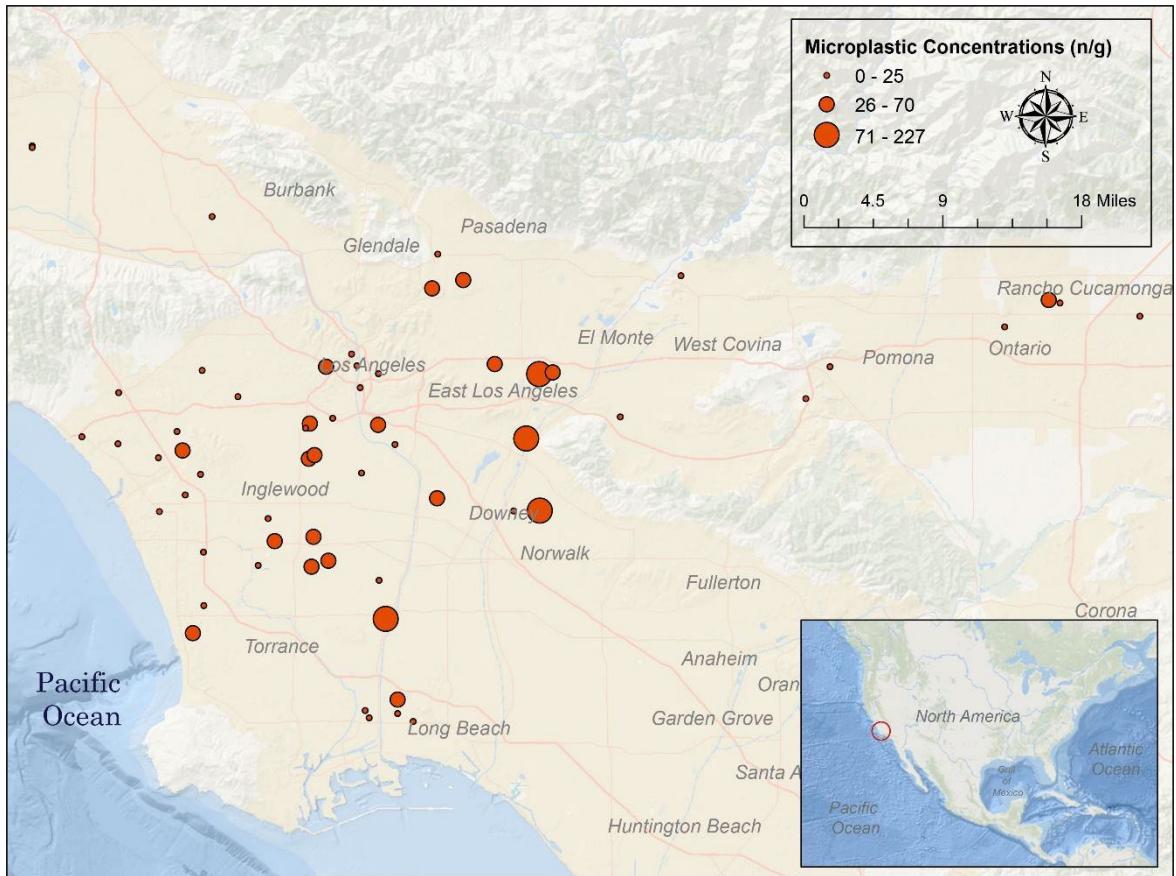 Microplastic Concentrations (n/g)
0 - 25
26 - 70
71 - 227
N
W
E
S
0
4.5
9
18 Miles
Burbank
Pasadena
Glendale
Rancho Cucamonga
El Monte
West Covina
Ontario
Pomona
Los Angeles
East Los Angeles
Inglewood
Downey
Norwalk
Fullerton
Corona
Torrance
Anaheim
Oran
Pacific
Ocean
Garden Grove
Long Beach
Santa A
Huntington Beach
North America
Atlantic
Ocean
Gulf
of
Mexico
Pacific
Ocean